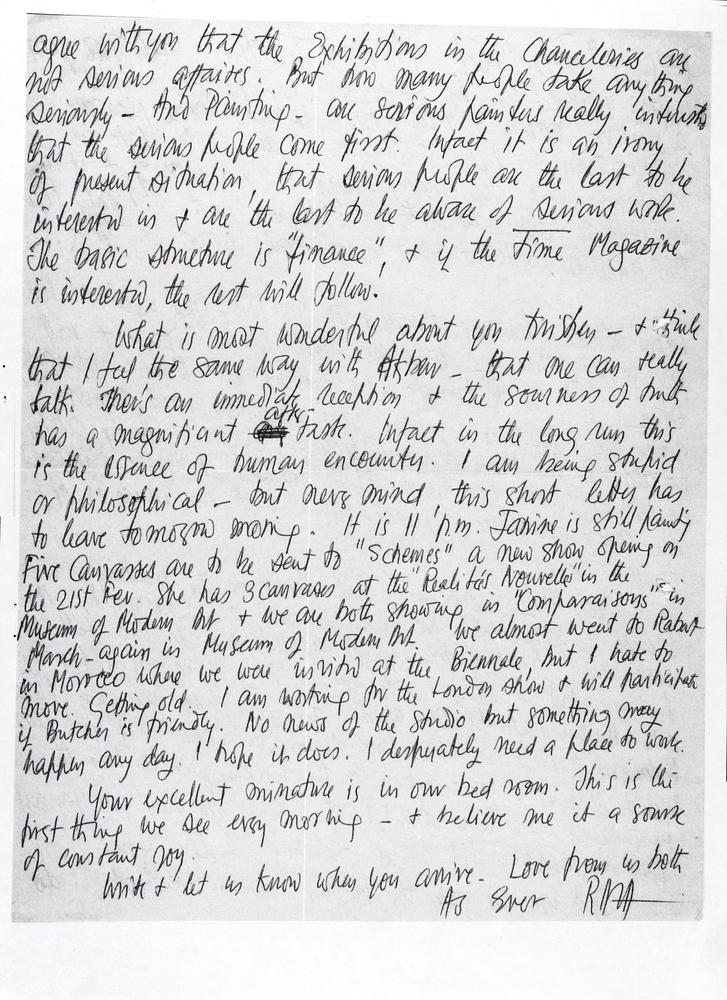 agree with you that the Exhibitions in the Chanceleries are
not serious affaires. But how many people take anything
seriously - And Painting - are serious painters really interested
that the serious people come first. Infact it is an irony
of present situation, that serious people are the last to be
interested in & are the last to be aware of serious work.
The basic structure is "finance", & if the Time Magazine
is interested, the rest will follow.
What is most wonderful about you Krishen - & I think
that I feel the same way with Akbar - that one can really
talk. There's an immediate reception & the sourness of truth
has a magnificant after taste. Infact in the long run this
is the essence of human encounter. I am being stupid
or philosophical - but never mind, this short letter has
to leave tomorrow morning. It is 11 p.m. Janine is still painting
Five Canvasses are to be sent to "Schemes" a new show opening on
the 21st Fev. She has 3 canvases at the "Realités Nouvelle" in the
Museum of Modern Art & we are both showing in "Comparaisons" in
March - again in Museum of Modern Art. We almost went to Rabat
in Morroco where we were invited at the Biennale, but I hate to
move. Getting old. I am working for the London show & will participate
if Butcher is friendly. No news of the Studio but something may
happen any day. I hope it does. I desperately need a place to work.
Your excellent minature is in our bed room. This is the
first thing we see every morning - & believe me it a source
of constant joy.
Write & let us know when you arrive - Love from us both
As Ever